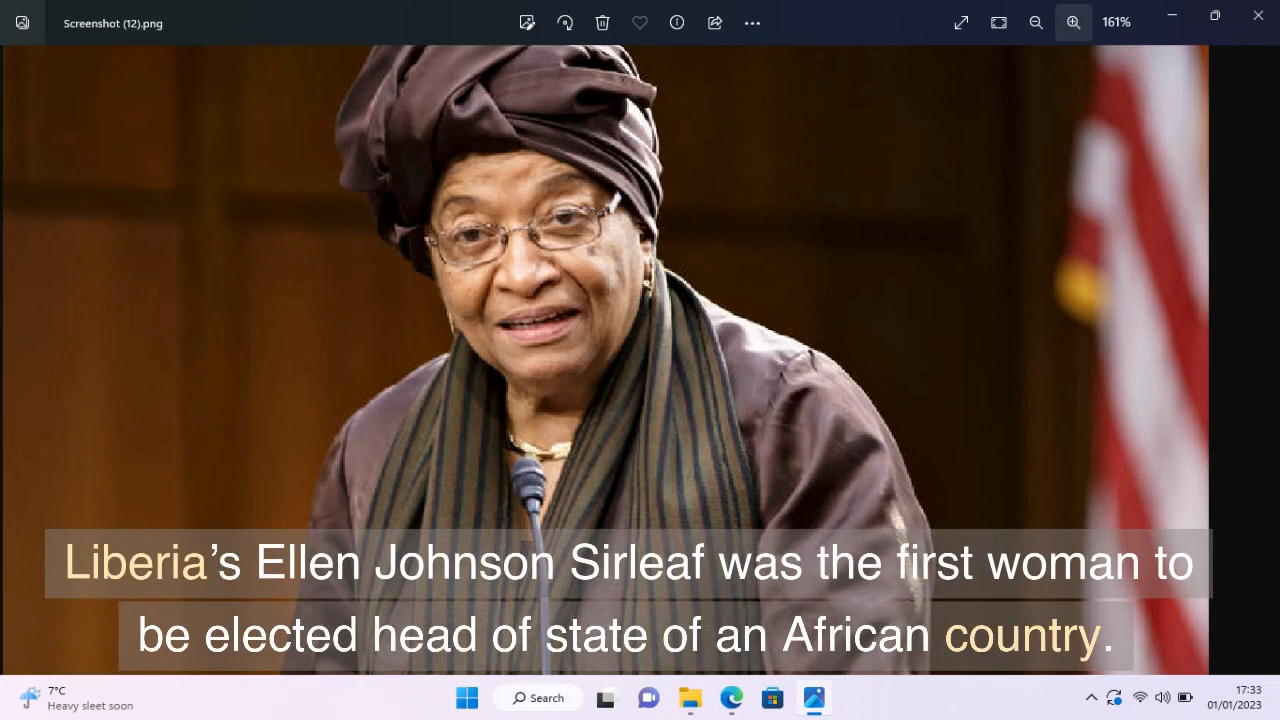 Screenshot (12).png
161%
Liberia’s Ellen Johnson Sirleaf was the first woman to
be elected head of state of an African country.
7°C
Heavy sleet soon
Search
17:33
01/01/2023